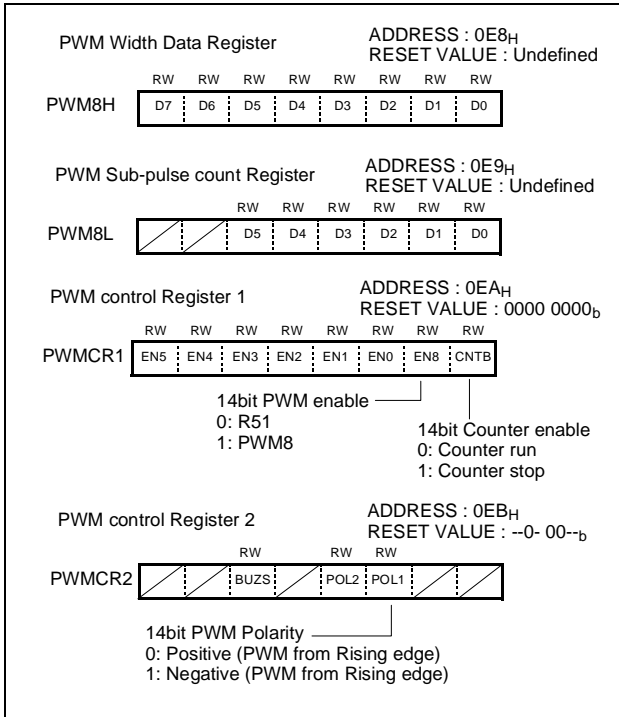 PWM Width Data Register ADDRESS : 0E8H
RESET VALUE : Undefined
RW RW RW RW RW RW RW RW
PWM8H D7 D6 D5 D4 D3 D2 D1 D0
PWM Sub-pulse count Register ADDRESS : 0E9H
RESET VALUE : Undefined
RW RW RW RW RW RW
PWM8L D5 D4 D3 D2 D1 D0
PWM control Register 1 ADDRESS : 0EAH
RESET VALUE : 0000 0000b
RW RW RW RW RW RW RW RW
PWMCR1 EN5 EN4 EN3 EN2 EN1 EN0 EN8 CNTB
14bit PWM enable
0: R51
1: PWM8
14bit Counter enable
0: Counter run
1: Counter stop
PWM control Register 2 ADDRESS : 0EBH
RESET VALUE : --0- 00--b
RW RW RW
PWMCR2 BUZS POL2 POL1
14bit PWM Polarity
0: Positive (PWM from Rising edge)
1: Negative (PWM from Rising edge)